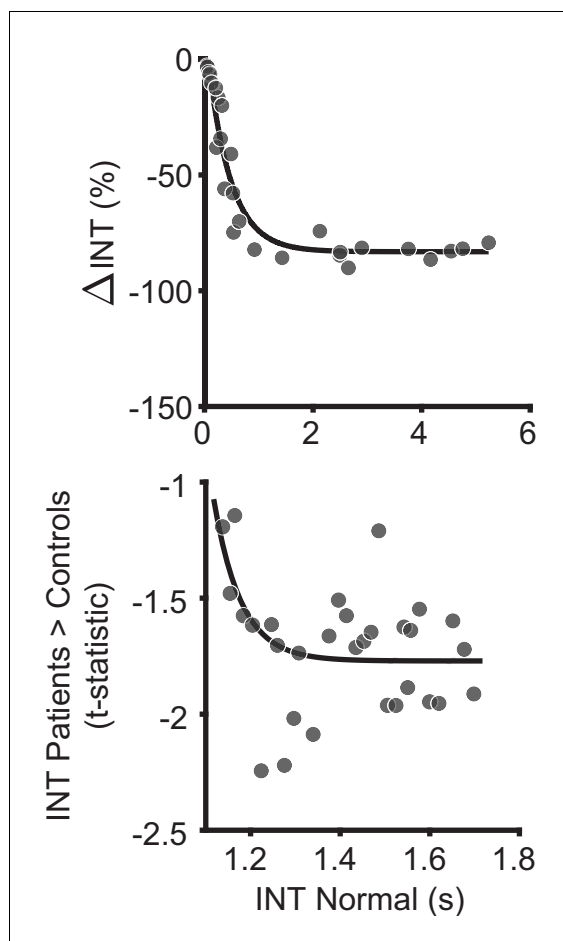 0
-50
-100
-150
ΔINT (%)
0 2 4 6
-1
-1.5
-2
-2.5
INT Patients > Controls
(t-statistic)
1.2 1.4 1.6 1.8
INT Normal (s)